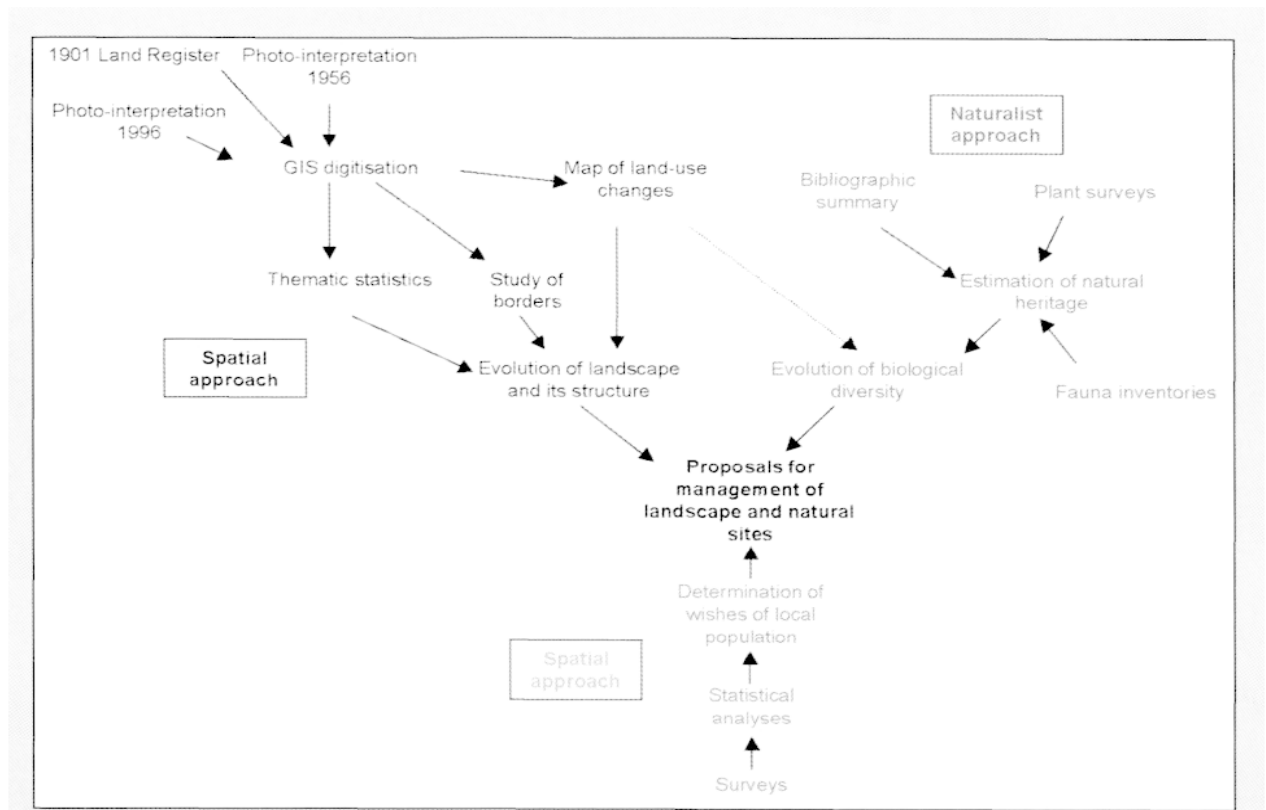 1901 Land Register
Photo-interpretation
1956
Photo-interpretation
1996
GIS digitisation
Map of land-use
changes
Naturalist
approach
Bibliographic
summary
Plant surveys
Thematic statistics
Study of
borders
Estimation of natural
heritage
Spatial
approach
Evolution of landscape
and its structure
Evolution of biological
diversity
Fauna inventories
Proposals for
management of
landscape and natural
sites
Determination of
wishes of local
population
Spatial
approach
Statistical
analyses
Surveys